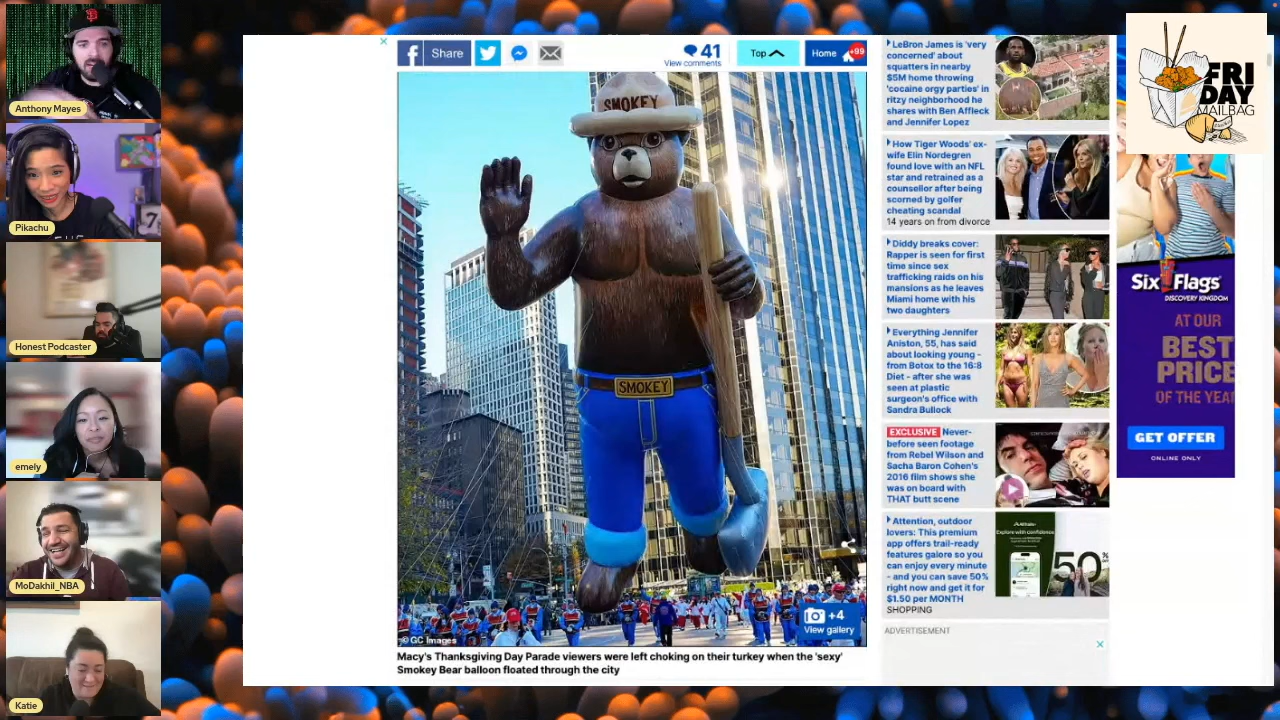 Anthony Mayes
Pikachu
Honest Podcaster
emely
MoDakhil_NBA
Katie
Share
41
View comments
Top
Home
+99
SMOKEY
SMOKEY
+4
View gallery
© GC Images
Macy's Thanksgiving Day Parade viewers were left choking on their turkey when the 'sexy'
Smokey Bear balloon floated through the city
LeBron James is 'very
concerned' about
squatters in nearby
$5M home throwing
'cocaine orgy parties' in
ritzy neighborhood he
shares with Ben Affleck
and Jennifer Lopez
How Tiger Woods' ex-
wife Elin Nordegren
found love with an NFL
star and retrained as a
counsellor after being
scorned by golfer
cheating scandal
14 years on from divorce
Diddy breaks cover:
Rapper is seen for first
time since sex
trafficking raids on his
mansions as he leaves
Miami home with his
two daughters
Everything Jennifer
Aniston, 55, has said
about looking young -
from Botox to the 16:8
Diet - after she was
seen at plastic
surgeon's office with
Sandra Bullock
EXCLUSIVE Never-
before seen footage
from Rebel Wilson and
Sacha Baron Cohen's
2016 film shows she
was on board with
THAT butt scene
Attention, outdoor
lovers: This premium
app offers trail-ready
features galore so you
can enjoy every minute
- and you can save 50%
right now and get it for
$1.50 per MONTH
SHOPPING
Explore with confidence
50%
ADVERTISEMENT
FRI
DAY
MAILBAG
Six Flags
DISCOVERY KINGDOM
AT OUR
BEST
PRICE
OF THE YEA
GET OFFER
ONLINE ONLY